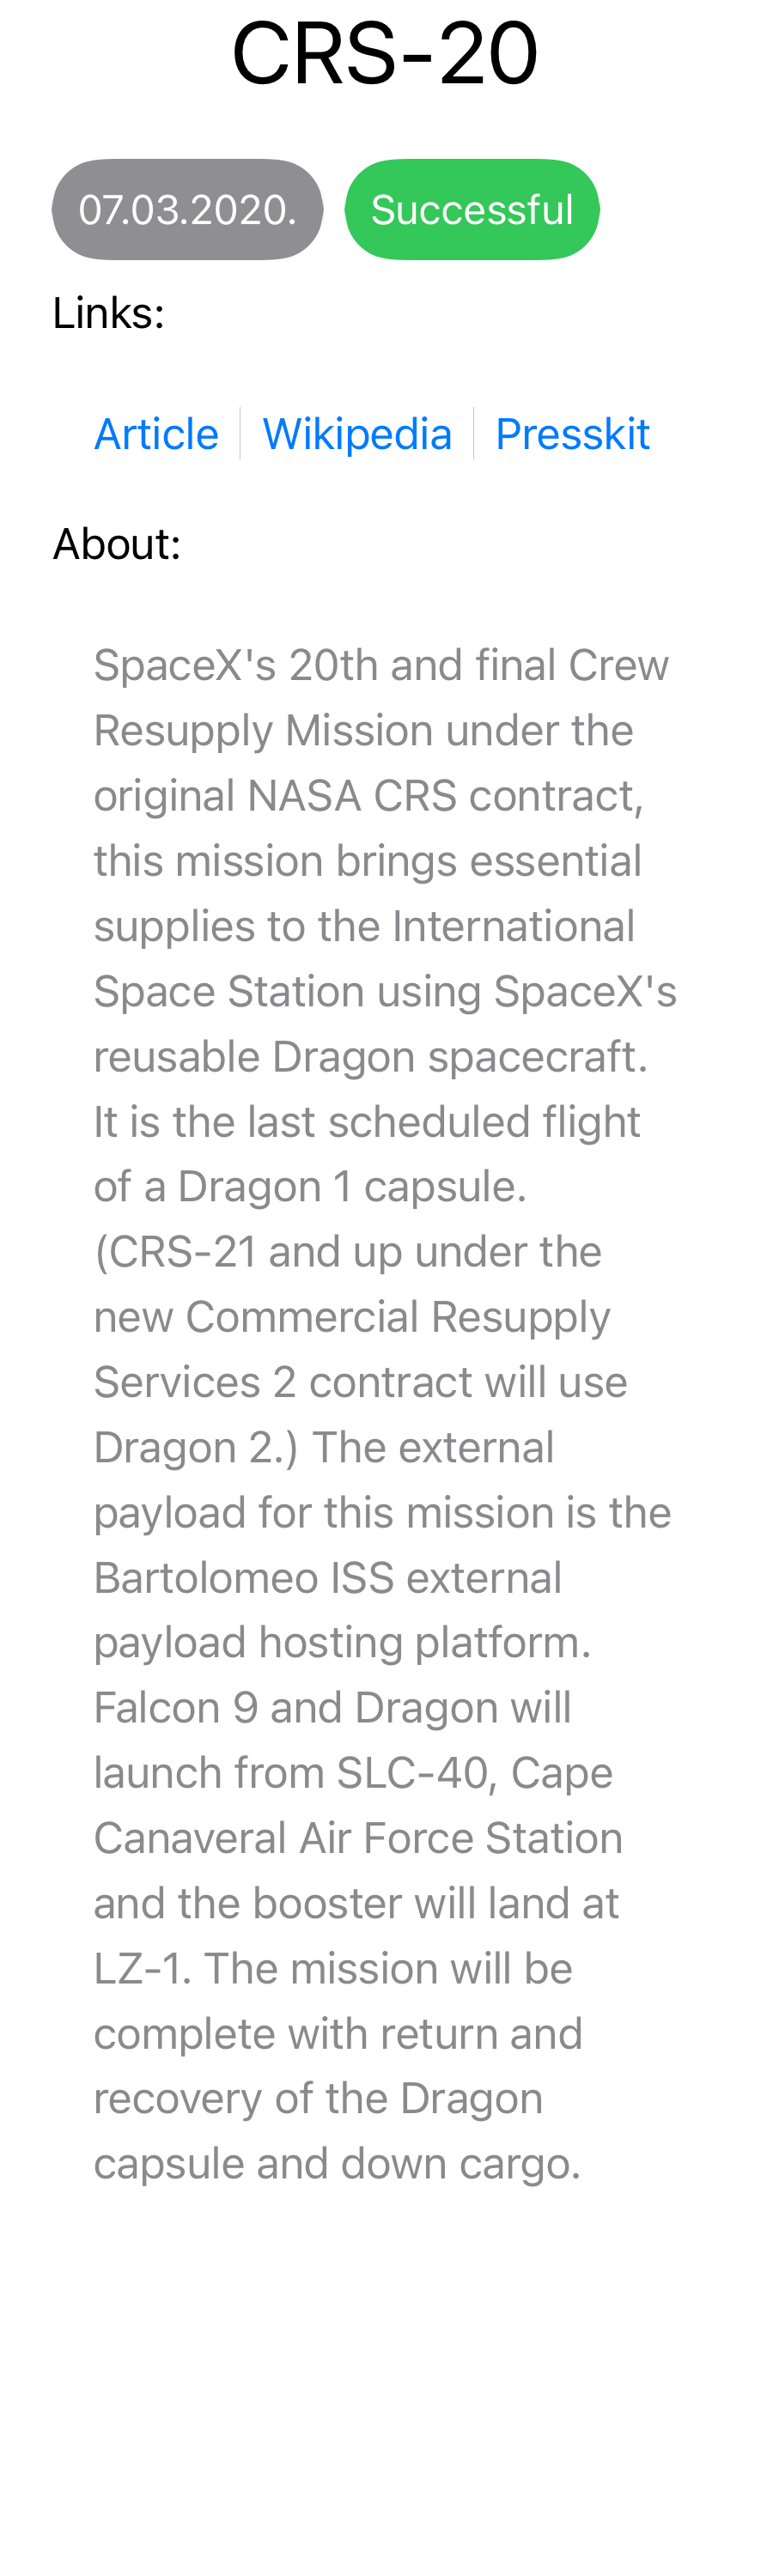 CRS-20
07.03.2020.
Successful
Links:
Article
Wikipedia
Presskit
About:
SpaceX's 20th and final Crew
Resupply Mission under the
original NASA CRS contract,
this mission brings essential
supplies to the International
Space Station using SpaceX's
reusable Dragon spacecraft.
It is the last scheduled flight
of a Dragon 1 capsule.
(CRS-21 and up under the
new Commercial Resupply
Services 2 contract will use
Dragon 2.) The external
payload for this mission is the
Bartolomeo ISS external
payload hosting platform.
Falcon 9 and Dragon will
launch from SLC-40, Cape
Canaveral Air Force Station
and the booster will land at
LZ-1. The mission will be
complete with return and
recovery of the Dragon
capsule and down cargo.